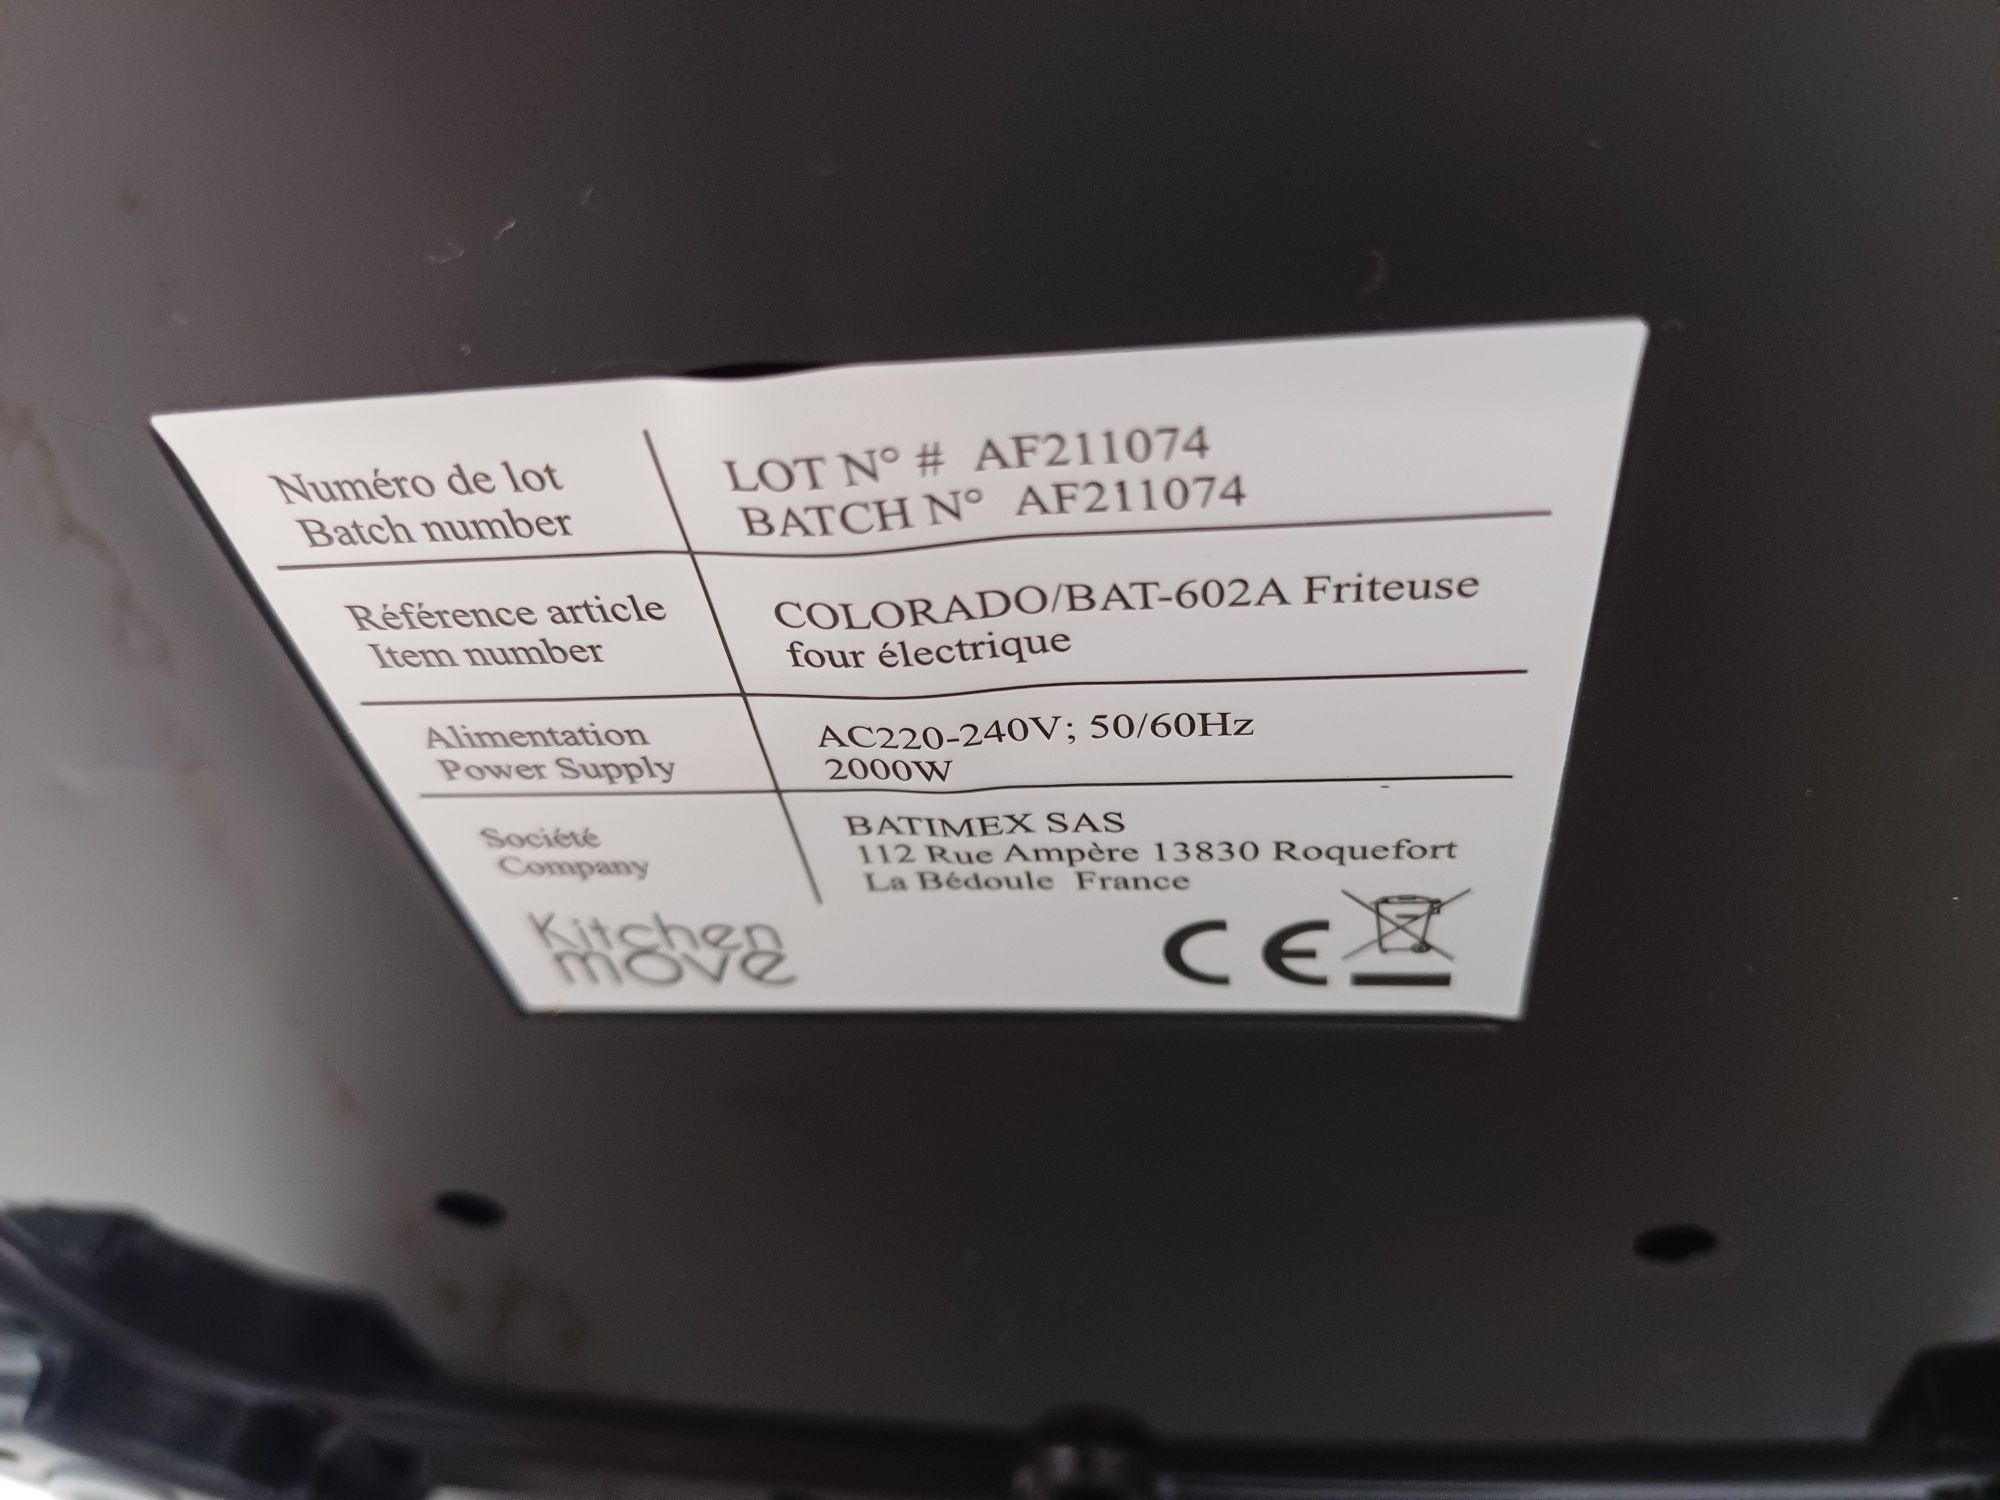 Numéro de lot
Batch number
LOT N° # AF211074
BATCH N° AF211074
Référence article
Item number
COLORADO/BAT-602A Friteuse
four électrique
Alimentation
Power Supply
AC220-240V; 50/60Hz
2000W
Société
Company
BATIMEX SAS
112 Rue Ampère 13830 Roquefort
La Bédoule France
Kitchen
move
CE